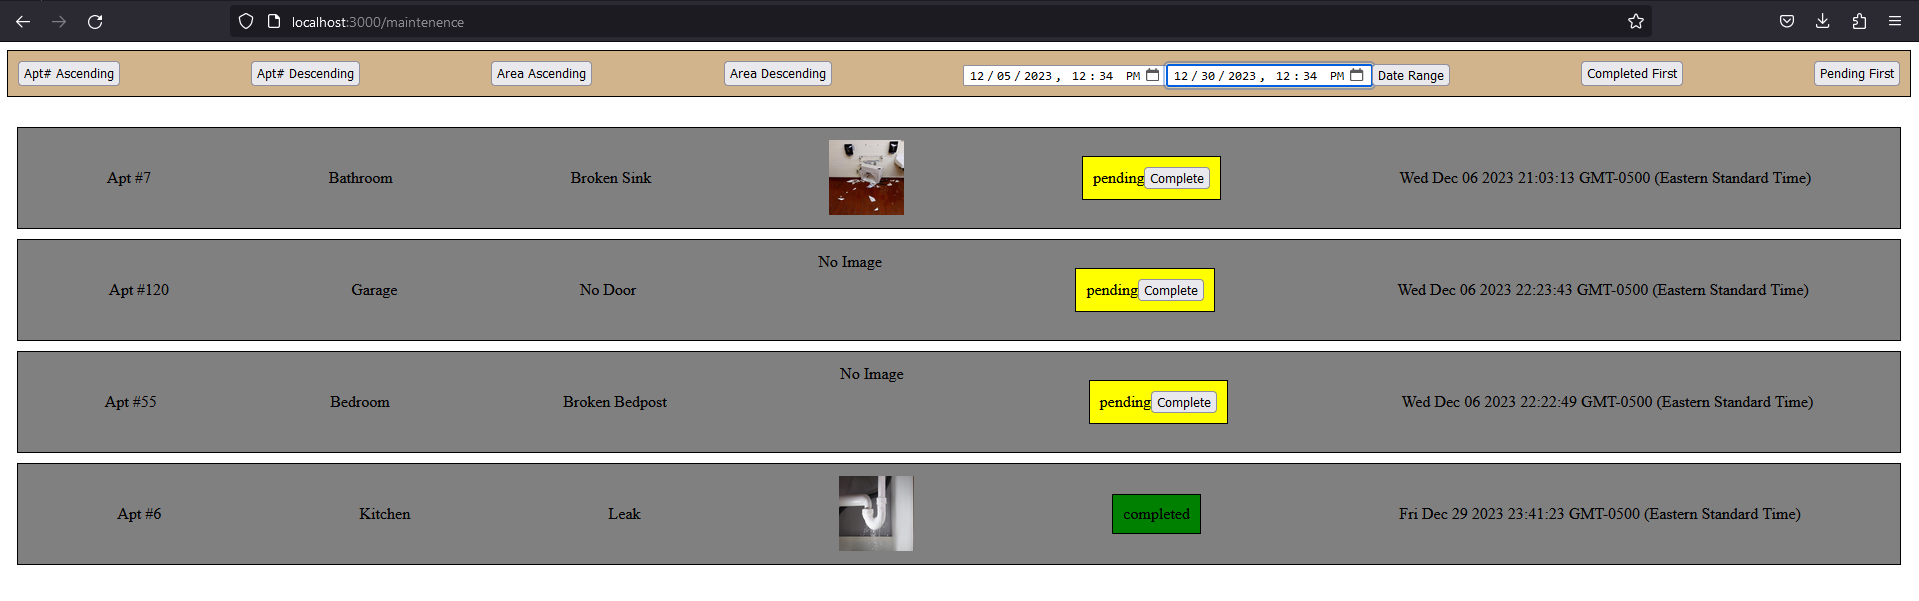 localhost:3000/maintenence
Apt# Ascending Apt# Descending Area Ascending Area Descending 12/05/2023, 12:34 PM 12/30/2023, 12:34 PM Date Range Completed First Pending First
Apt #7 Bathroom Broken Sink pending Complete Wed Dec 06 2023 21:03:13 GMT-0500 (Eastern Standard Time)
No Image
Apt #120 Garage No Door pending Complete Wed Dec 06 2023 22:23:43 GMT-0500 (Eastern Standard Time)
No Image
Apt #55 Bedroom Broken Bedpost pending Complete Wed Dec 06 2023 22:22:49 GMT-0500 (Eastern Standard Time)
Apt #6 Kitchen Leak completed Fri Dec 29 2023 23:41:23 GMT-0500 (Eastern Standard Time)